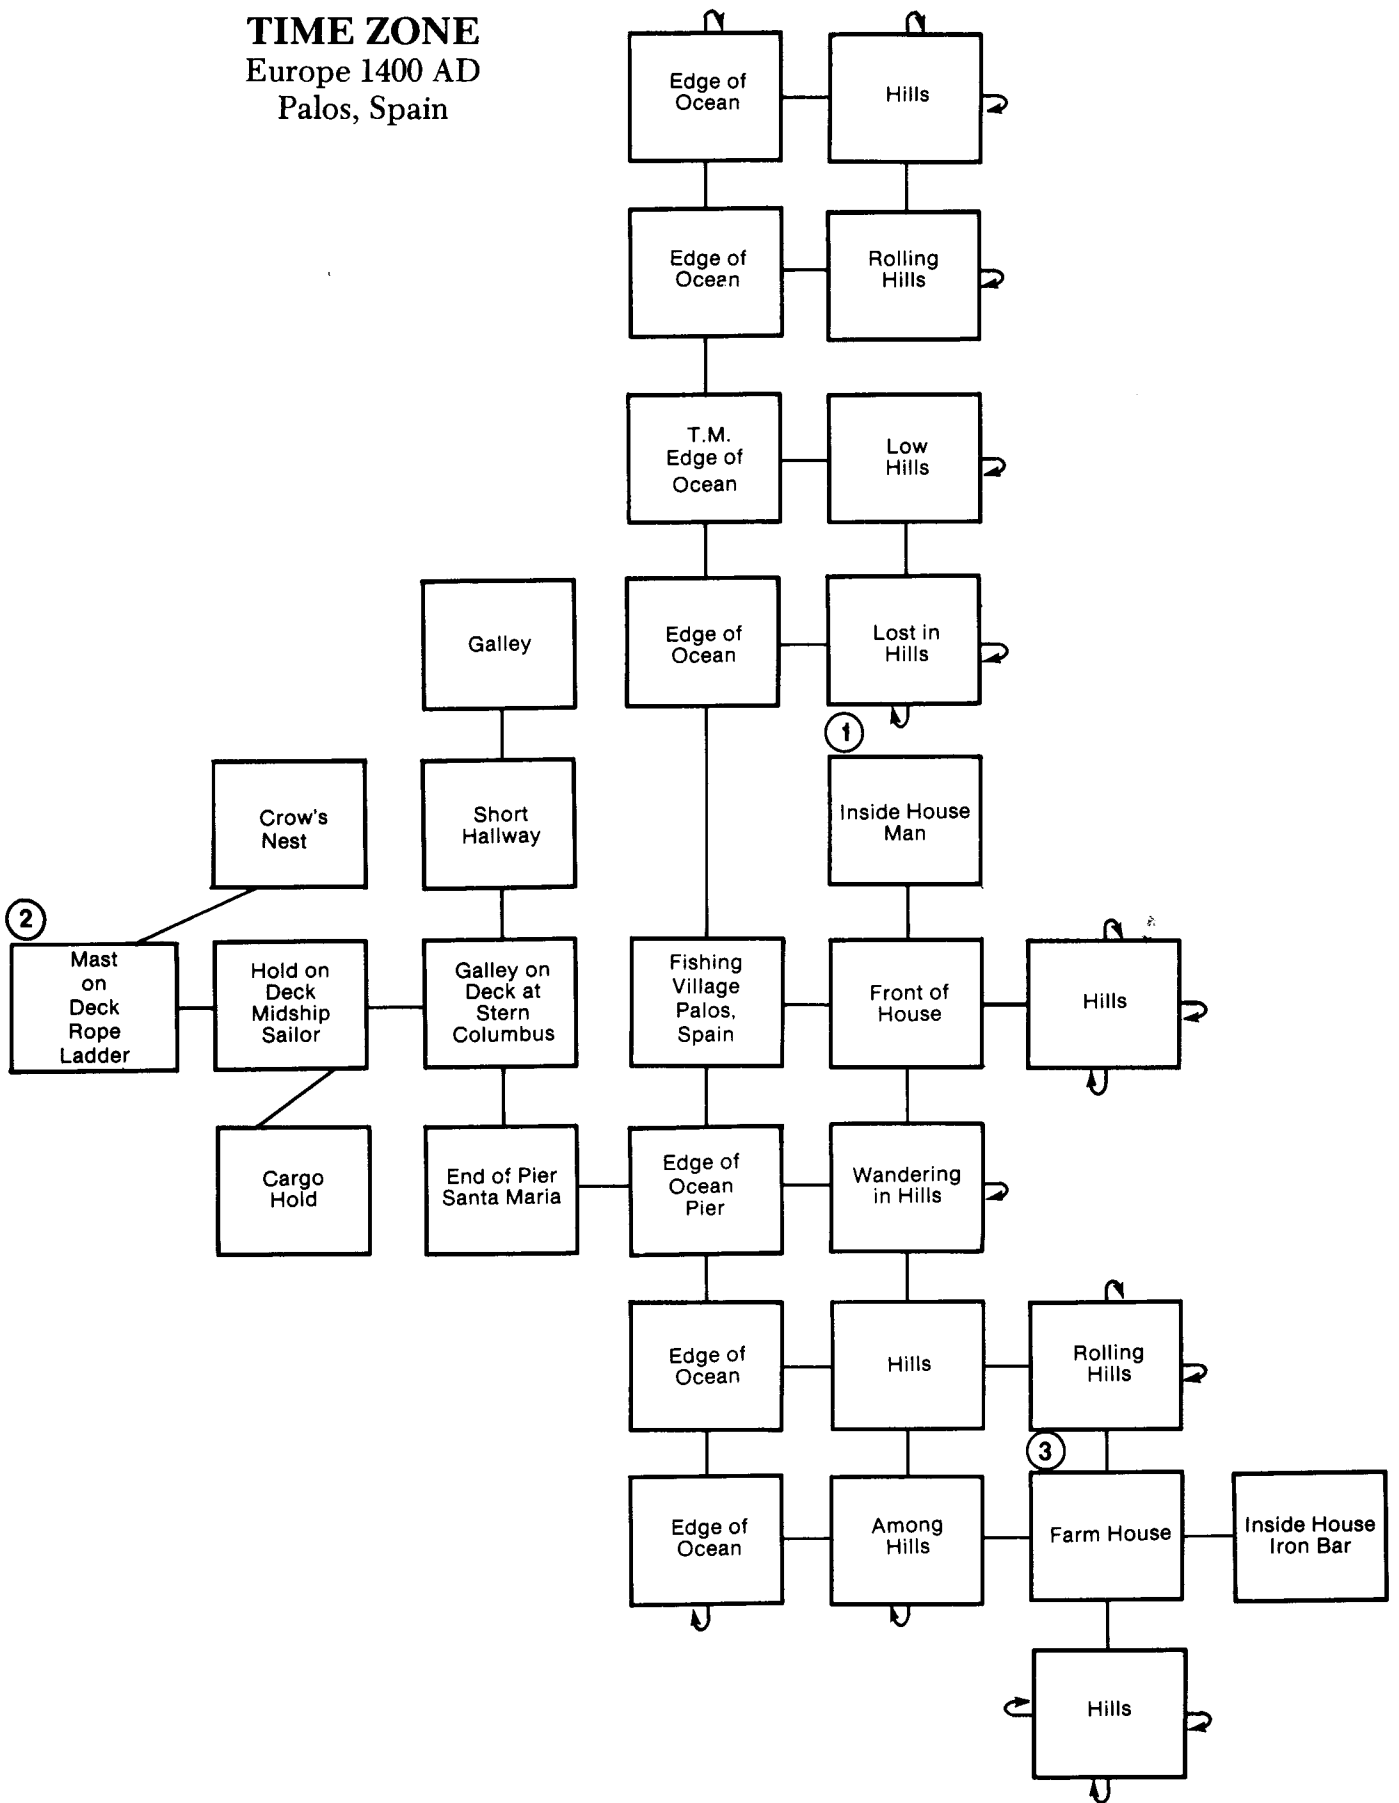 TIME ZONE
Europe 1400 AD
Palos, Spain
Edge of
Ocean
Hills
Edge of
Ocean
Rolling
Hills
T.M.
Edge of
Ocean
Low
Hills
Galley
Edge of
Ocean
Lost in
Hills
1
Crow's
Nest
Short
Hallway
Inside House
Man
2
Mast
on
Deck
Rope
Ladder
Hold on
Deck
Midship
Sailor
Galley on
Deck at
Stern
Columbus
Fishing
Village
Palos,
Spain
Front of
House
Hills
Cargo
Hold
End of Pier
Santa Maria
Edge of
Ocean
Pier
Wandering
in Hills
Edge of
Ocean
Hills
Rolling
Hills
3
Edge of
Ocean
Among
Hills
Farm House
Inside House
Iron Bar
Hills